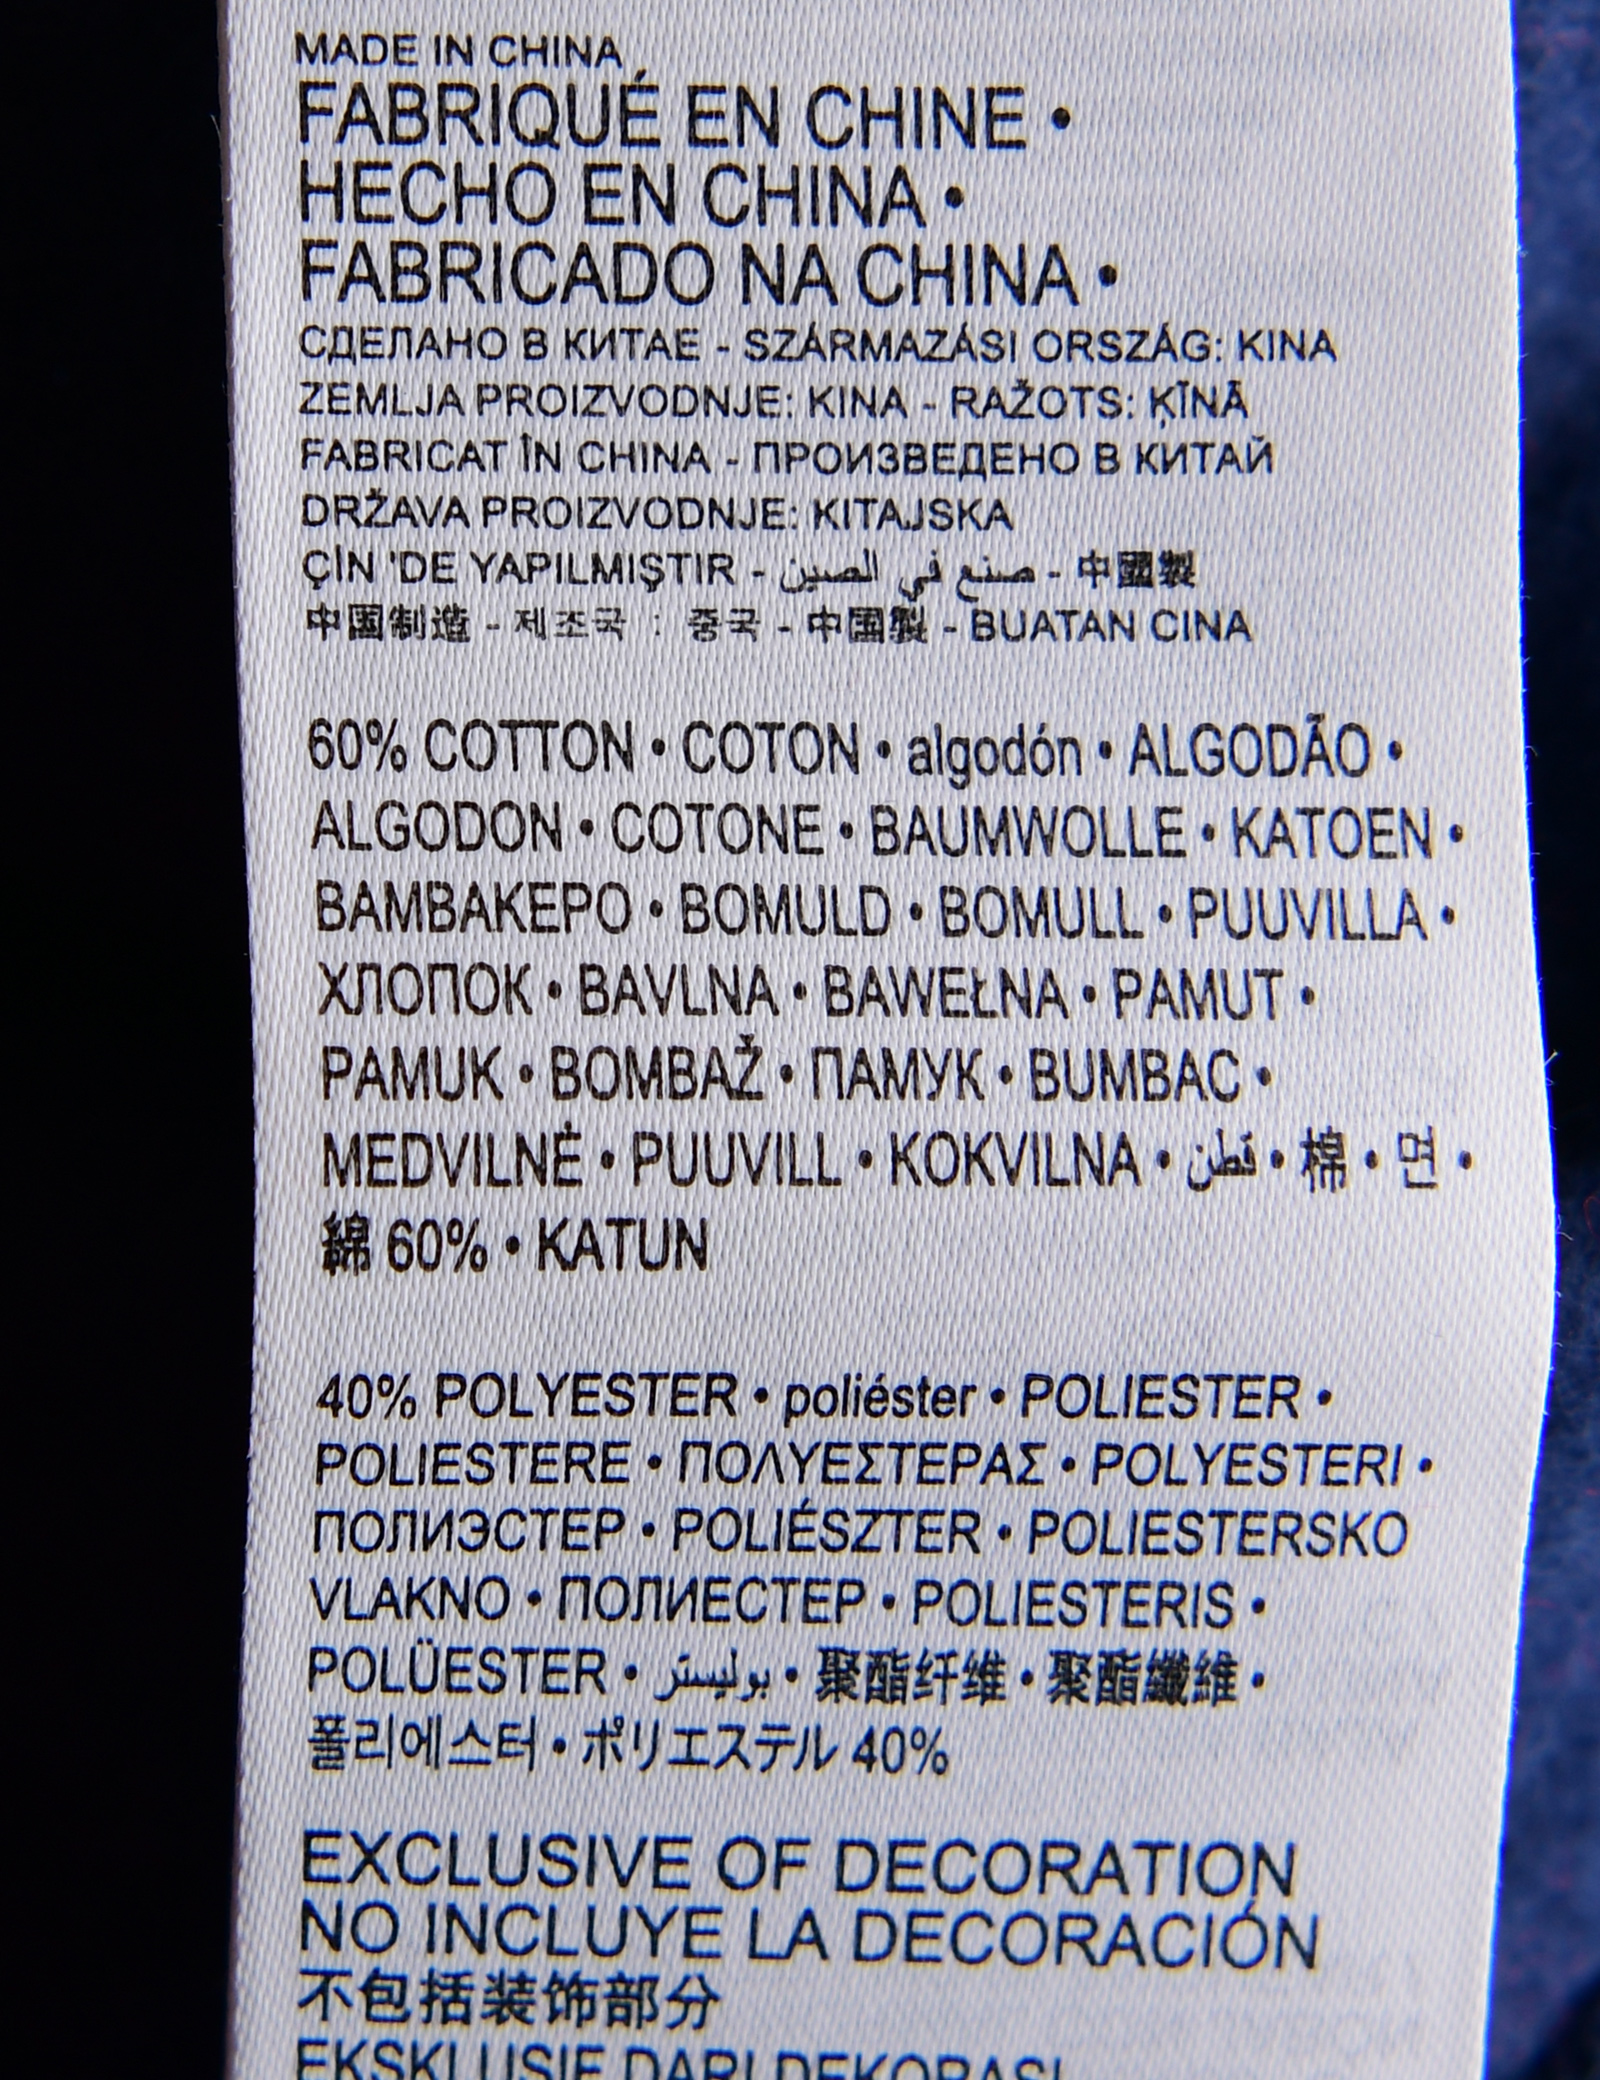 MADE IN CHINA
FABRIQUÉ EN CHINE •
HECHO EN CHINA •
FABRICADO NA CHINA •
СДЕЛАНО В КИТАЕ - SZÁRMAZÁSI ORSZÁG: KINA
ZEMLJA PROIZVODNJE: KINA - RAŽOTS: ĶĪNĀ
FABRICAT ÎN CHINA - ПРОИЗВЕДЕНО В КИТАЙ
DRŽAVA PROIZVODNJE: KITAJSKA
ÇİN 'DE YAPILMIŞTIR - صنع في الصين - 中國製
中国制造 - 제조국 : 중국 - 中国製 - BUATAN CINA
60% COTTON • COTON • algodón • ALGODÃO •
ALGODON • COTONE • BAUMWOLLE • KATOEN •
ΒΑΜΒΑΚΕΡΟ • BOMULD • BOMULL • PUUVILLA •
ХЛОПОК • BAVLNA • BAWEŁNA • PAMUT •
PAMUK • BOMBAŽ • ПАМУК • BUMBAC •
MEDVILNĖ • PUUVILL • KOKVILNA • قطن • 棉 • 면 •
綿 60% • KATUN
40% POLYESTER • poliéster • POLIESTER •
POLIESTERE • ΠΟΛΥΕΣΤΕΡΑΣ • POLYESTERI •
ПОЛИЭСТЕР • POLIÉSZTER • POLIESTERSKO
VLAKNO • ПОЛИЕСТЕР • POLIESTERIS •
POLÜESTER • بوليستر • 聚酯纤维 • 聚酯纖維 •
폴리에스터 • ポリエステル 40%
EXCLUSIVE OF DECORATION
NO INCLUYE LA DECORACIÓN
不包括装饰部分
EKSKLUSIF DARI DEKORASI